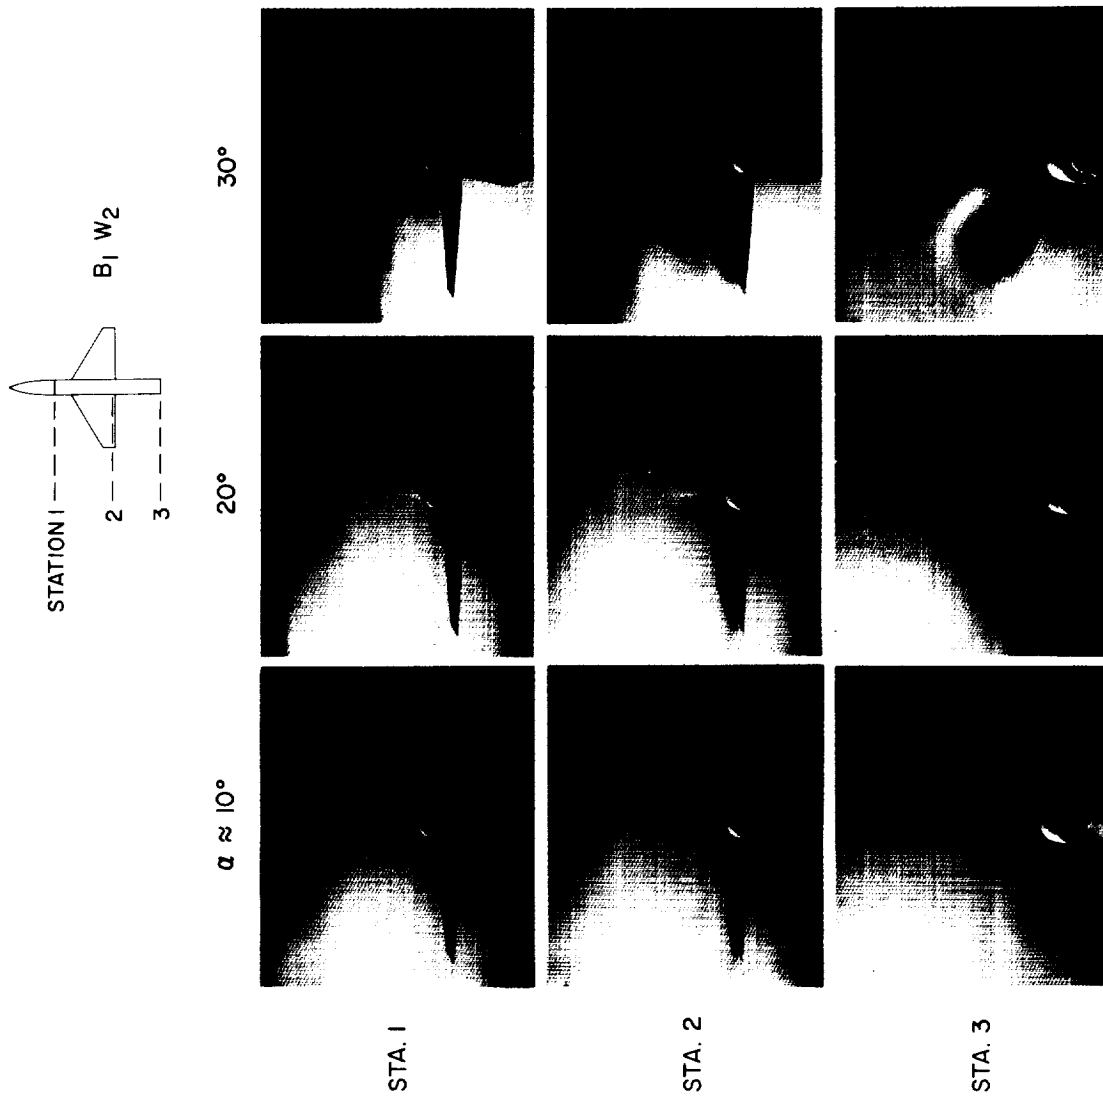 STATION 1
2
3
B1 W2
α ≈ 10°
20°
30°
STA. 1
STA. 2
STA. 3